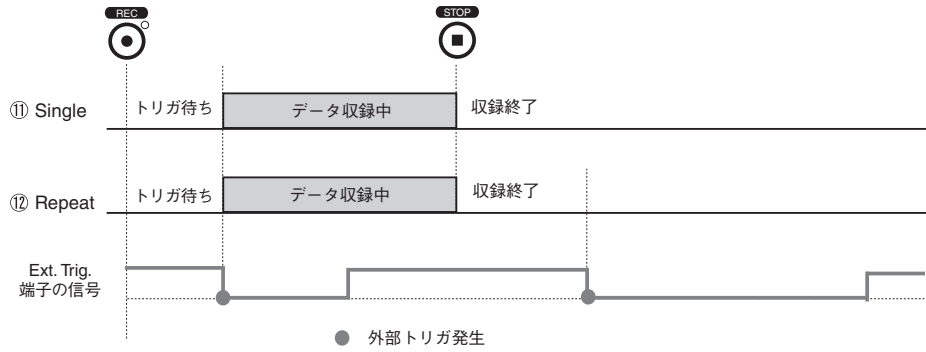 REC
STOP
⑪ Single
トリガ待ち
データ収録中
収録終了
⑫ Repeat
トリガ待ち
データ収録中
収録終了
Ext. Trig.
端子の信号
外部トリガ発生